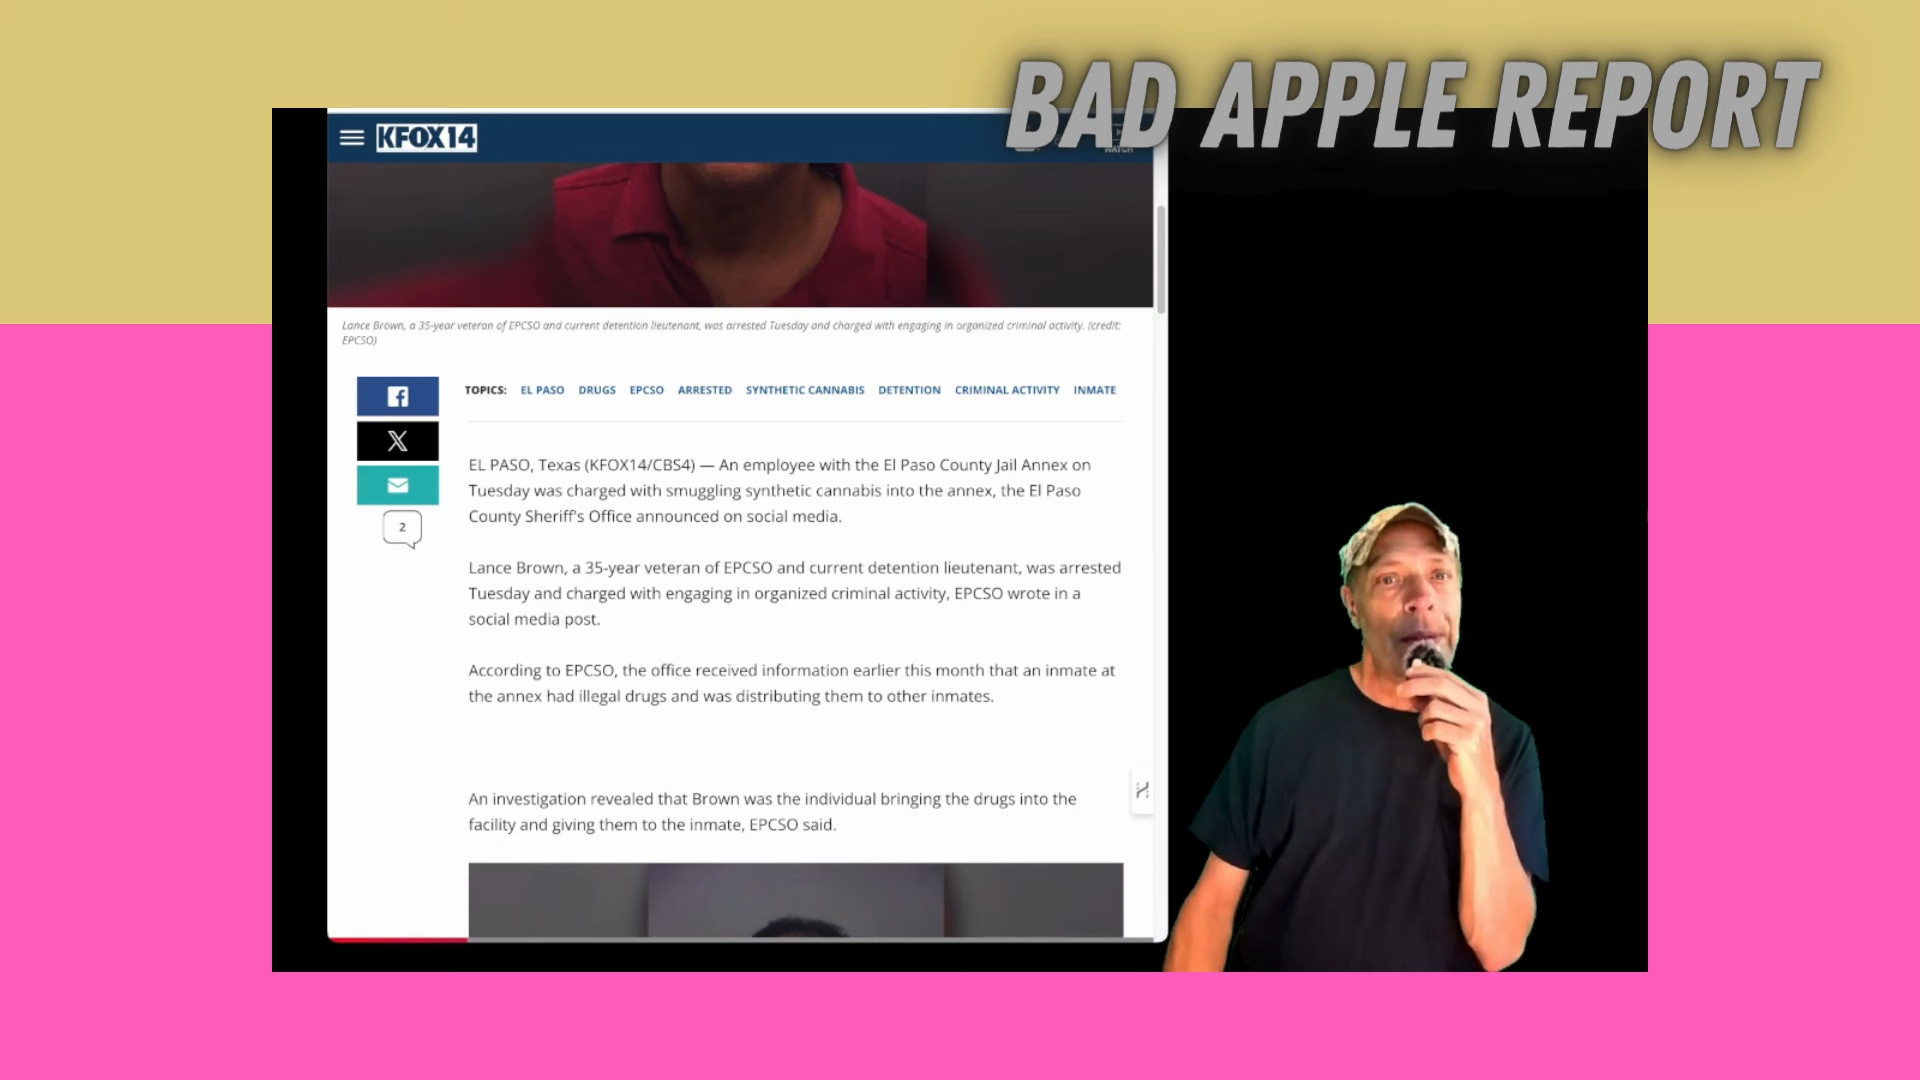 BAD APPLE REPORT
KFOX14
WATCH
Lance Brown, a 35-year veteran of EPCSO and current detention lieutenant, was arrested Tuesday and charged with engaging in organized criminal activity. (credit:
EPCSO)
TOPICS: EL PASO DRUGS EPCSO ARRESTED SYNTHETIC CANNABIS DETENTION CRIMINAL ACTIVITY INMATE
2
EL PASO, Texas (KFOX14/CBS4) — An employee with the El Paso County Jail Annex on
Tuesday was charged with smuggling synthetic cannabis into the annex, the El Paso
County Sheriff's Office announced on social media.
Lance Brown, a 35-year veteran of EPCSO and current detention lieutenant, was arrested
Tuesday and charged with engaging in organized criminal activity, EPCSO wrote in a
social media post.
According to EPCSO, the office received information earlier this month that an inmate at
the annex had illegal drugs and was distributing them to other inmates.
An investigation revealed that Brown was the individual bringing the drugs into the
facility and giving them to the inmate, EPCSO said.